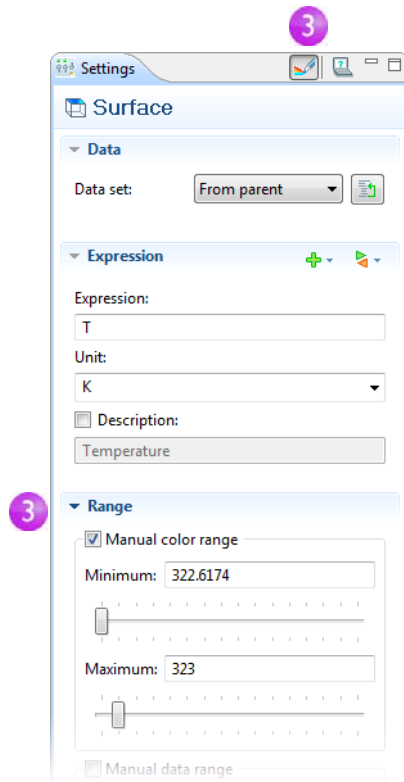 3
Settings
Surface
Data
Data set: From parent
Expression
Expression:
T
Unit:
K
Description:
Temperature
3
Range
Manual color range
Minimum: 322.6174
Maximum: 323
Manual data range